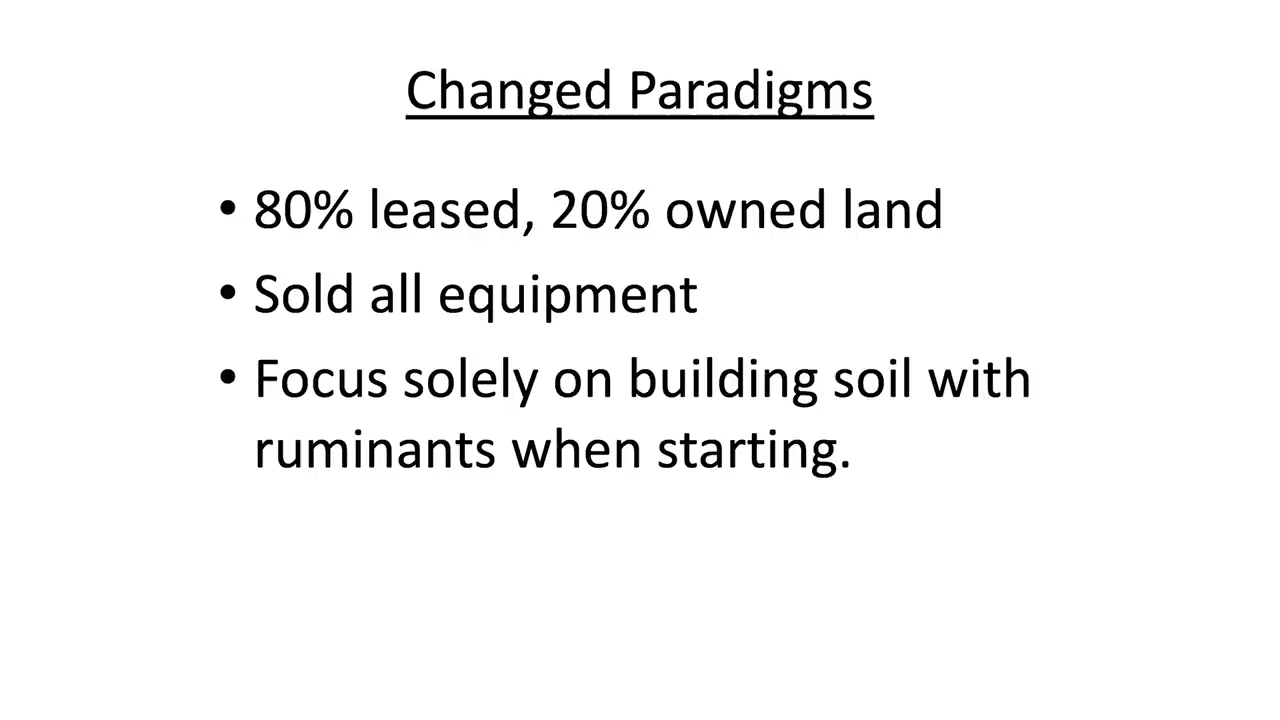 Changed Paradigms
• 80% leased, 20% owned land
• Sold all equipment
• Focus solely on building soil with
ruminants when starting.